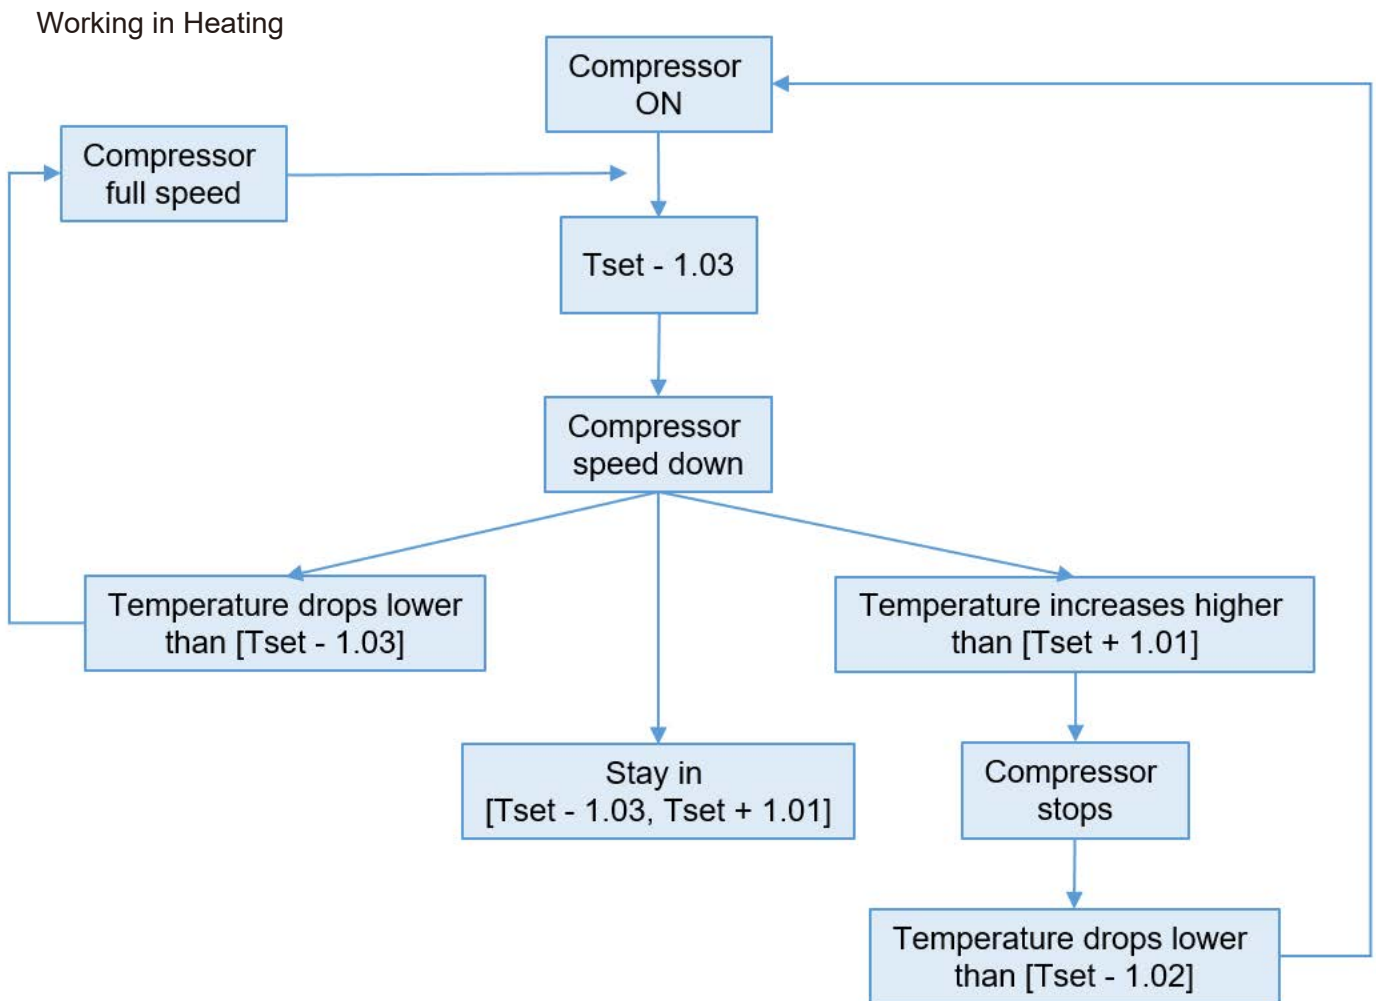 Working in Heating
Compressor
ON
Compressor
full speed
Tset - 1.03
Compressor
speed down
Temperature drops lower
than [Tset - 1.03]
Temperature increases higher
than [Tset + 1.01]
Stay in
[Tset - 1.03, Tset + 1.01]
Compressor
stops
Temperature drops lower
than [Tset - 1.02]